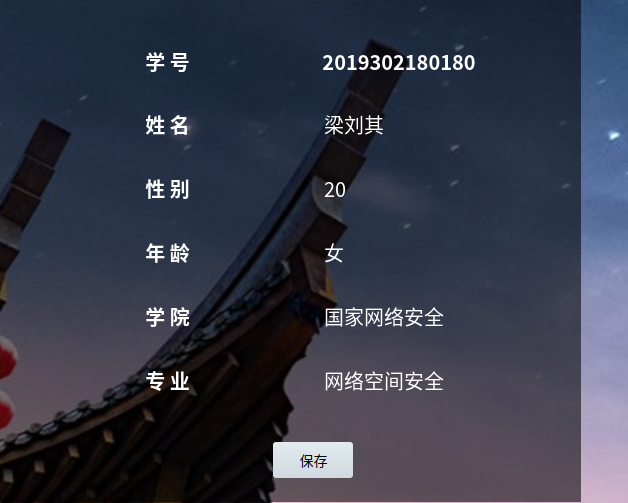 学 号 2019302180180
姓 名 梁刘其
性 别 20
年 龄 女
学 院 国家网络安全
专 业 网络空间安全
保存